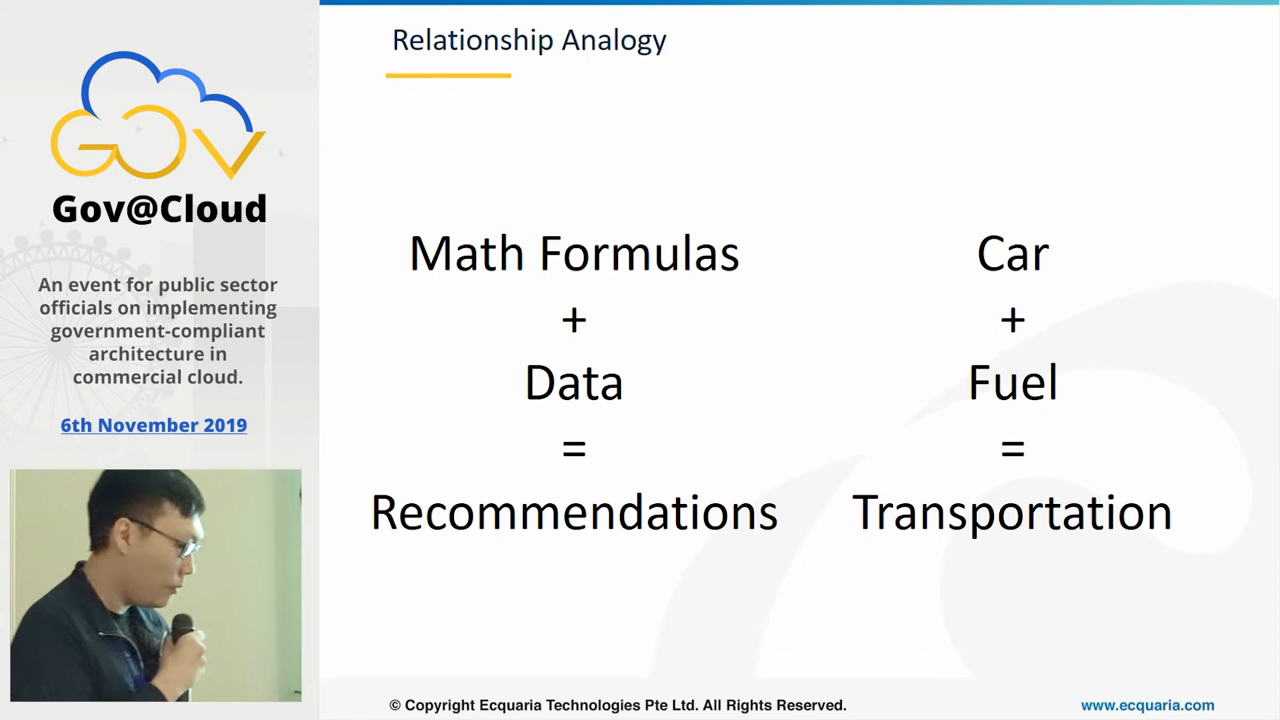 GOV
Gov@Cloud
An event for public sector
officials on implementing
government-compliant
architecture in
commercial cloud.
6th November 2019
Relationship Analogy
Math Formulas
+
Data
=
Recommendations
Car
+
Fuel
=
Transportation
© Copyright Ecquaria Technologies Pte Ltd. All Rights Reserved.
www.ecquaria.com